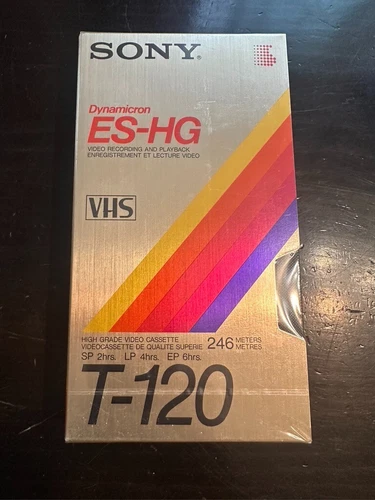 SONY®
Dynamicron
ES-HG
VIDEO RECORDING AND PLAYBACK
ENREGISTREMENT ET LECTURE VIDEO
VHS
HIGH GRADE VIDEO CASSETTE
VIDEOCASSETTE DE QUALITE SUPERIE
246 METERS
METRES
SP 2hrs. LP 4hrs. EP 6hrs.
T-120